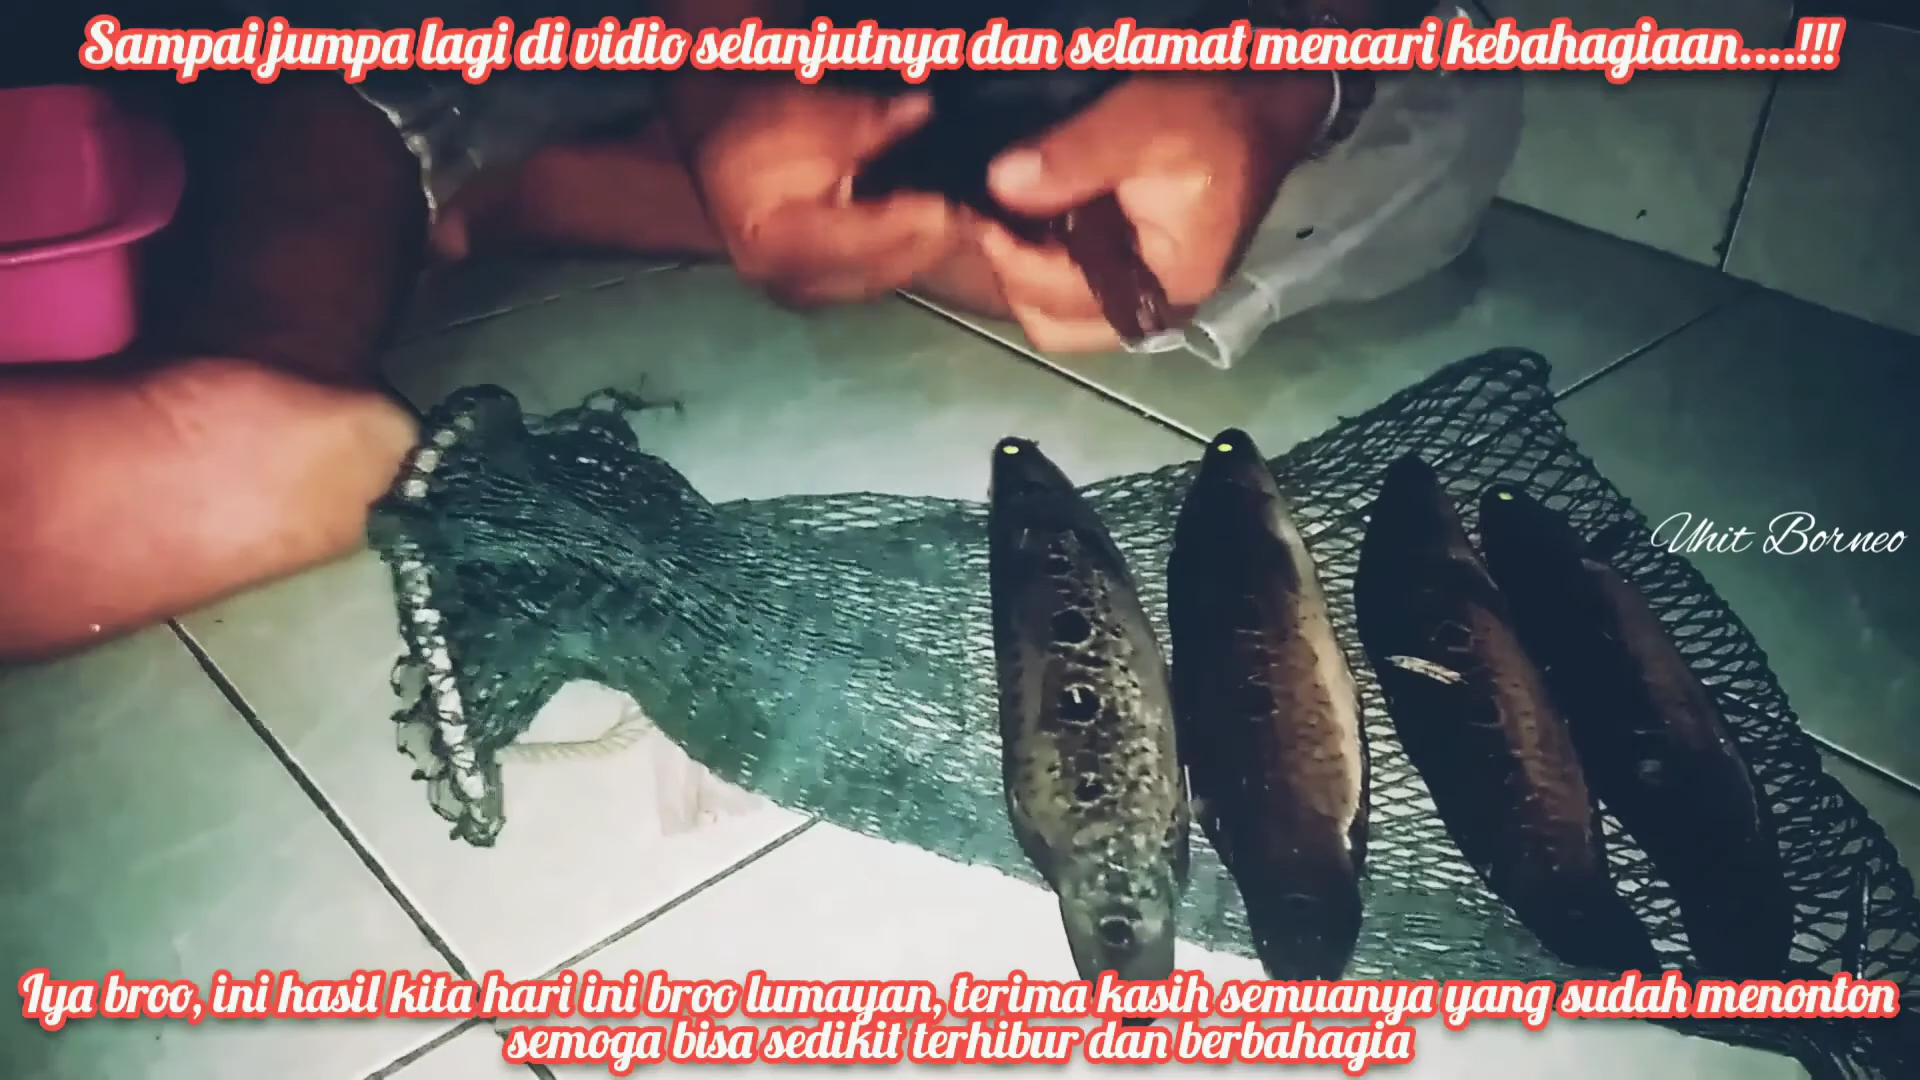 Sampai jumpa lagi di vidio selanjutnya dan selamat mencari kebahagiaan....!!!
Uhit Borneo
Iya broo, ini hasil kita hari ini broo lumayan, terima kasih semuanya yang sudah menonton
semoga bisa sedikit terhibur dan berbahagia